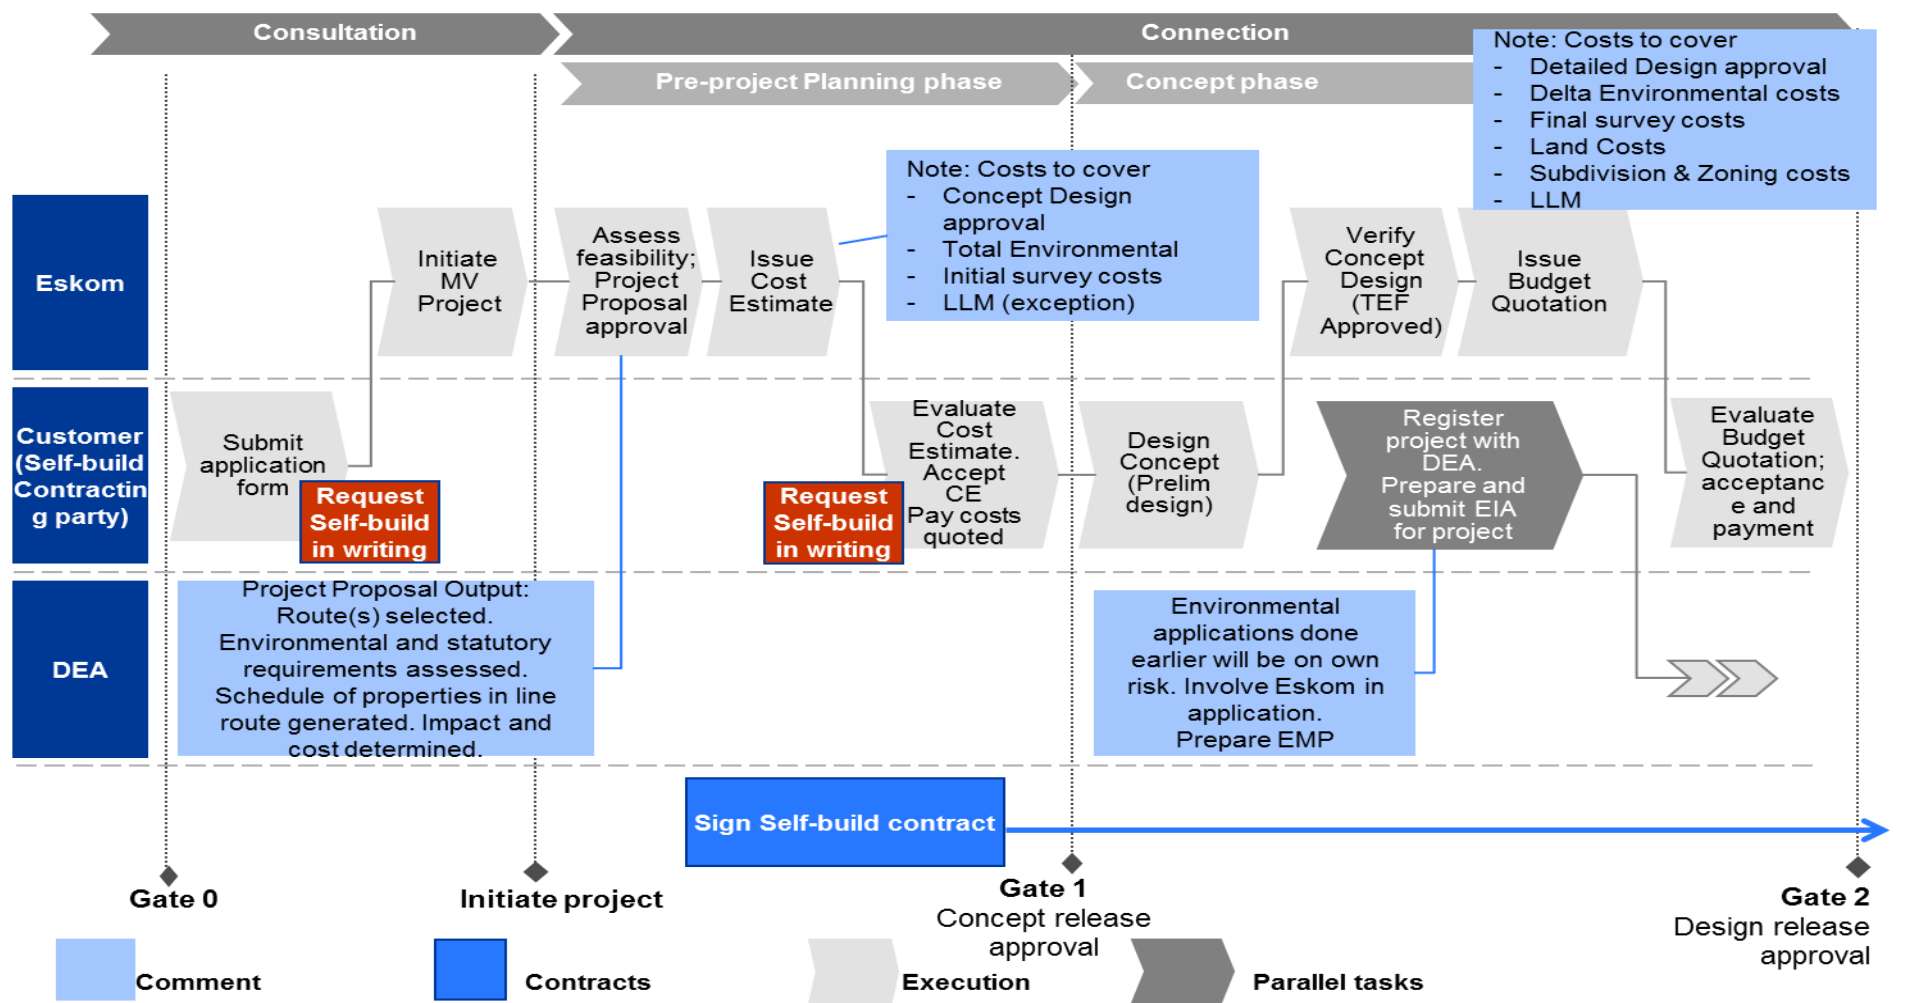 Consultation
Connection
Pre-project Planning phase
Concept phase
Note: Costs to cover
- Detailed Design approval
- Delta Environmental costs
- Final survey costs
- Land Costs
- Subdivision & Zoning costs
- LLM
Note: Costs to cover
- Concept Design
approval
- Total Environmental
- Initial survey costs
- LLM (exception)
Eskom
Initiate
MV
Project
Assess
feasibility;
Project
Proposal
approval
Issue
Cost
Estimate
Verify
Concept
Design
(TEF
Approved)
Issue
Budget
Quotation
Customer
(Self-build
Contractin
g party)
Submit
application
form
Request
Self-build
in writing
Request
Self-build
in writing
Evaluate
Cost
Estimate.
Accept
CE
Pay costs
quoted
Design
Concept
(Prelim
design)
Register
project with
DEA.
Prepare and
submit EIA
for project
Evaluate
Budget
Quotation;
acceptanc
e and
payment
DEA
Project Proposal Output:
Route(s) selected.
Environmental and statutory
requirements assessed.
Schedule of properties in line
route generated. Impact and
cost determined.
Environmental
applications done
earlier will be on own
risk. Involve Eskom in
application.
Prepare EMP
Sign Self-build contract
Gate 0
Initiate project
Gate 1
Concept release
approval
Gate 2
Design release
approval
Comment
Contracts
Execution
Parallel tasks